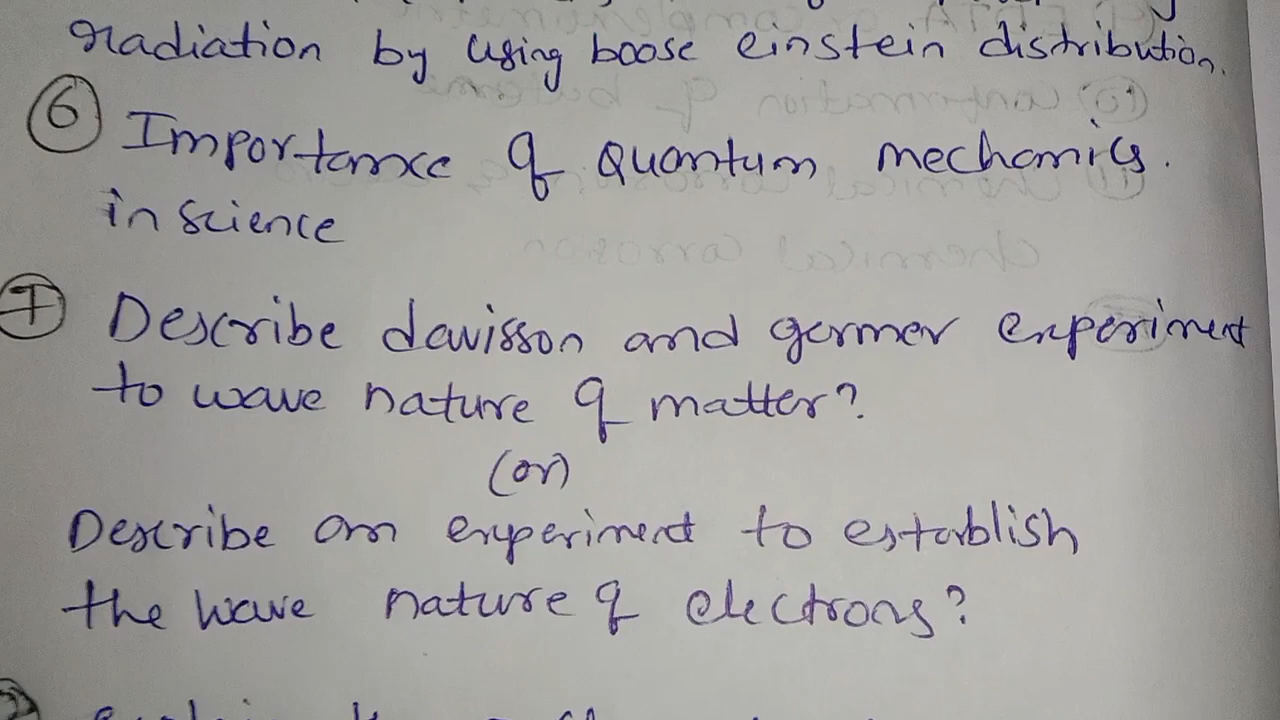 radiation by using boose einstein distribution.
6 Importance of Quantum mechanics.
in science
7 Describe davisson and germer experiment
to wave nature of matter?
(or)
Describe an experiment to establish
the wave nature of electrons?